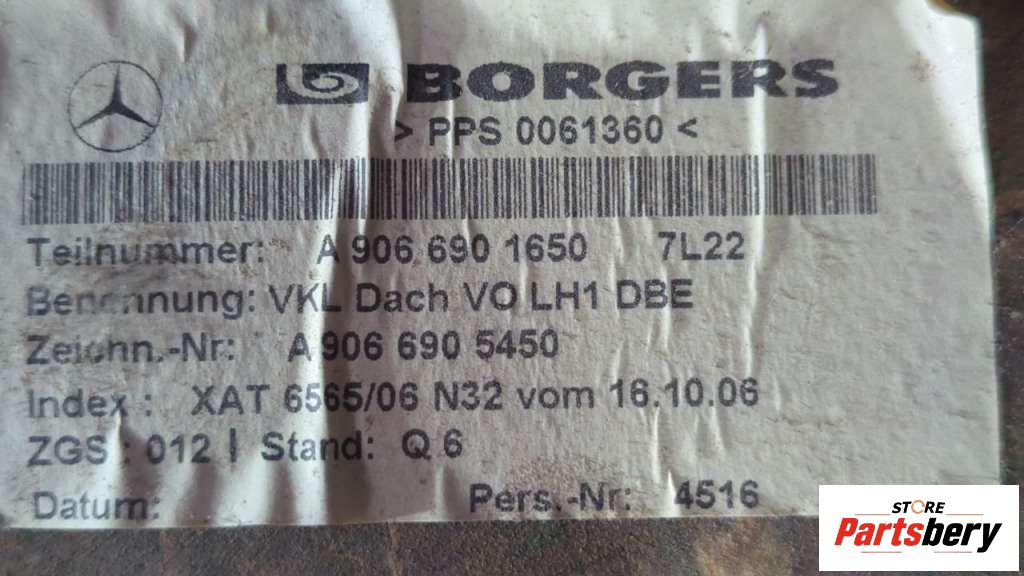 BORGERS
> PPS 0061360 <
Teilnummer: A 906 690 1650 7L22
Benennung: VKL Dach VO LH1 DBE
Zeichn.-Nr: A 906 690 5450
Index : XAT 6565/06 N32 vom 16.10.06
ZGS : 012 | Stand: Q 6
Datum: Pers.-Nr: 4516
STORE
Partsbery